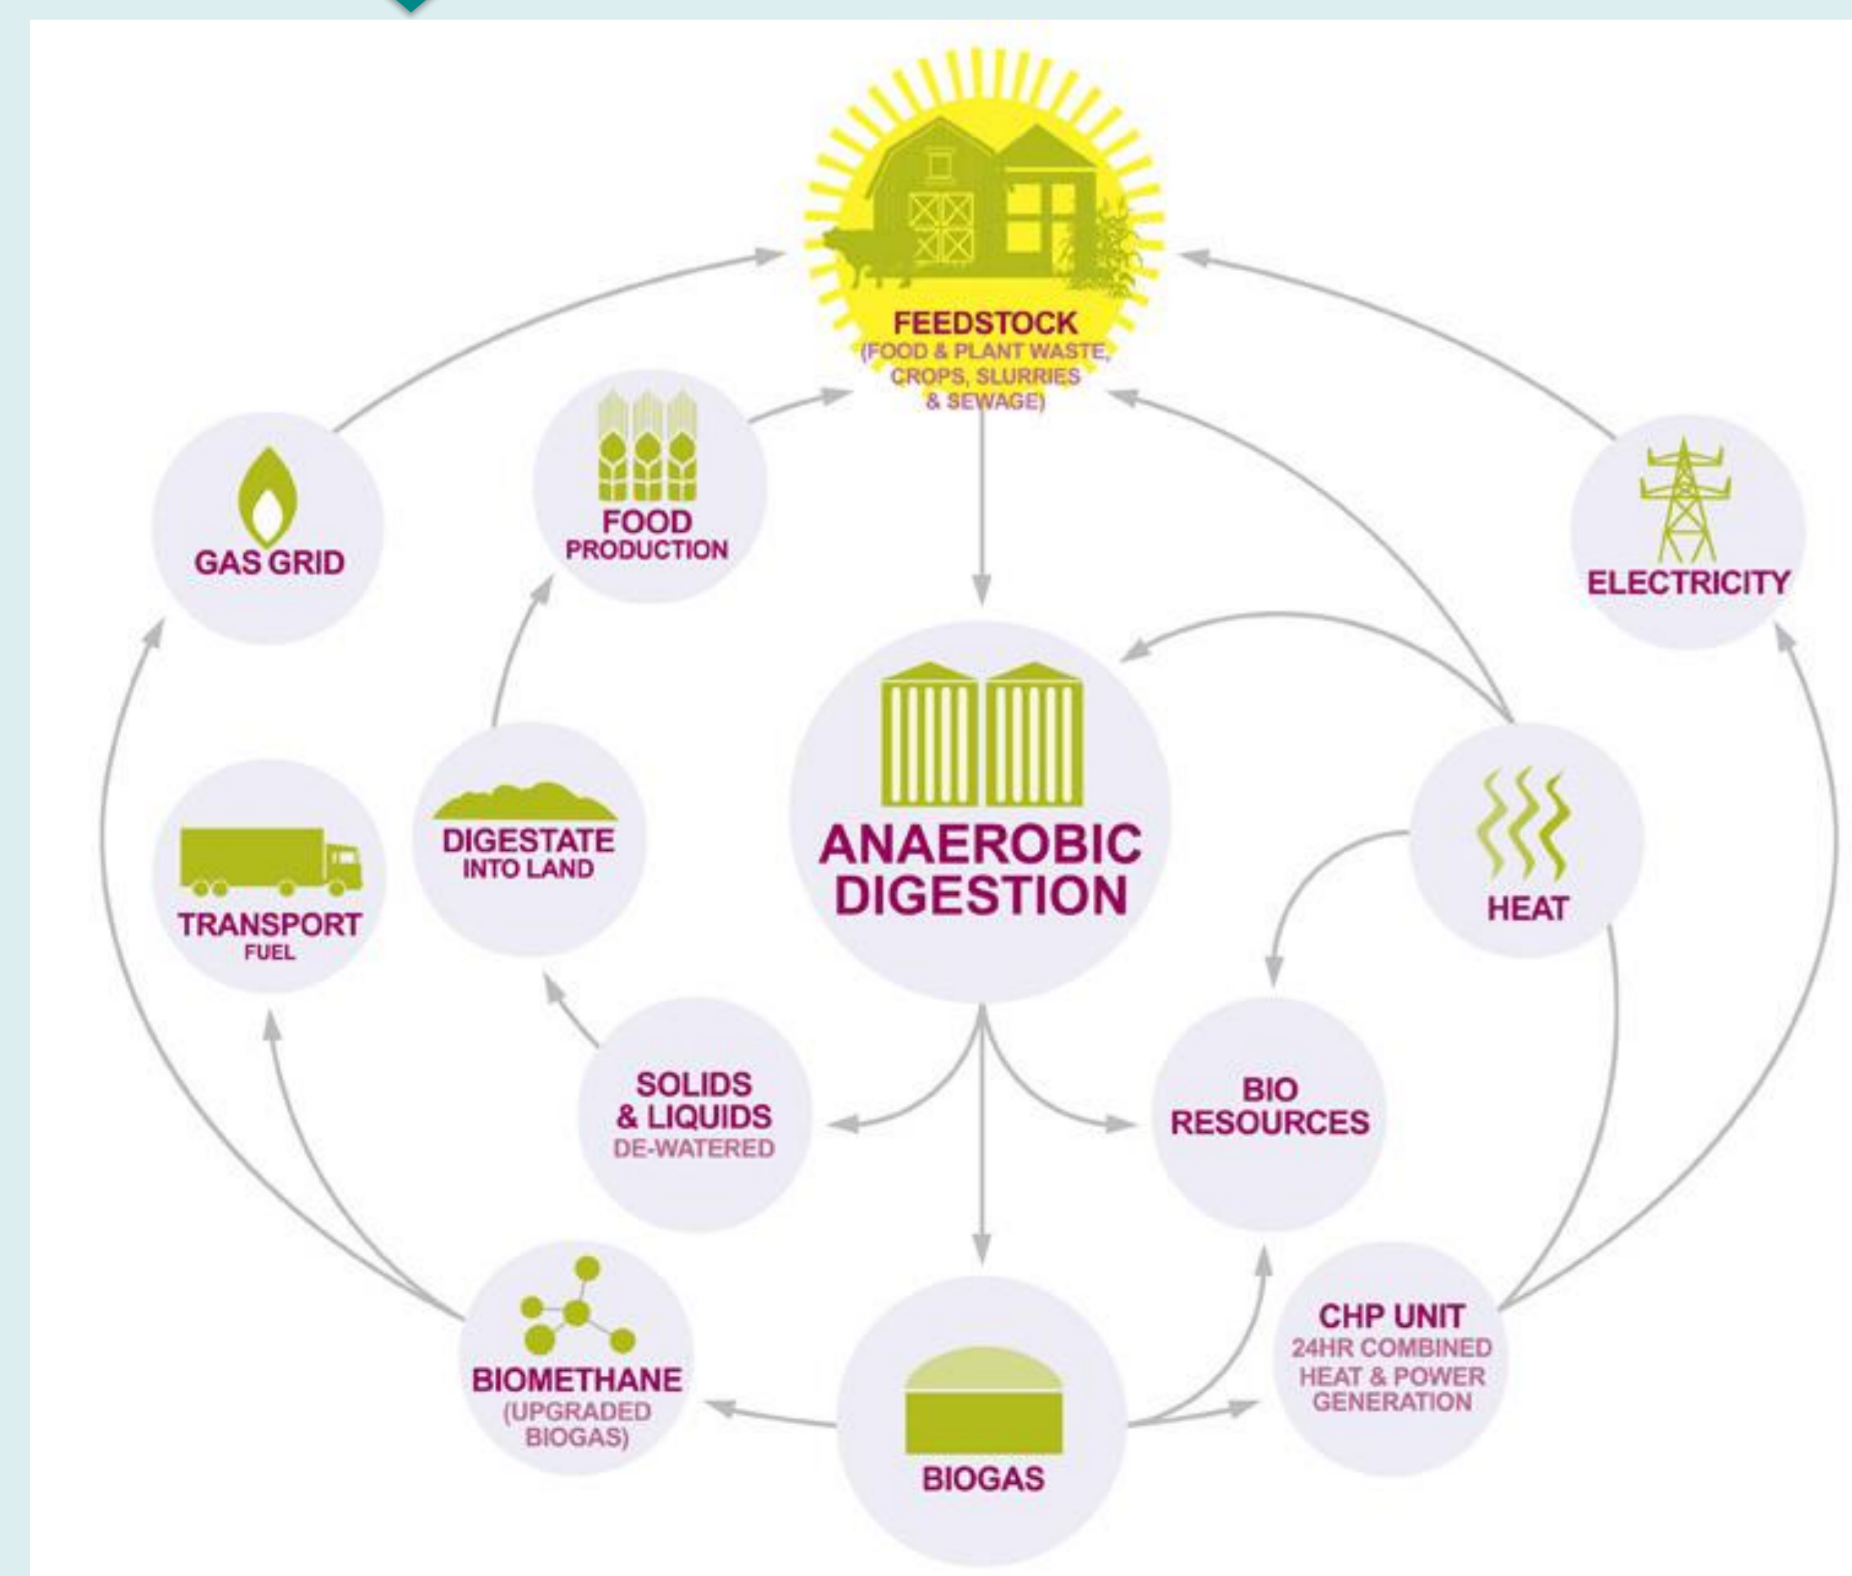 FEEDSTOCK
(FOOD & PLANT WASTE,
CROPS, SLURRIES
& SEWAGE)
GAS GRID
FOOD
PRODUCTION
ELECTRICITY
ANAEROBIC
DIGESTION
DIGESTATE
INTO LAND
TRANSPORT
FUEL
HEAT
SOLIDS
& LIQUIDS
DE-WATERED
BIO
RESOURCES
BIOMETHANE
(UPGRADED
BIOGAS)
BIOGAS
CHP UNIT
24HR COMBINED
HEAT & POWER
GENERATION